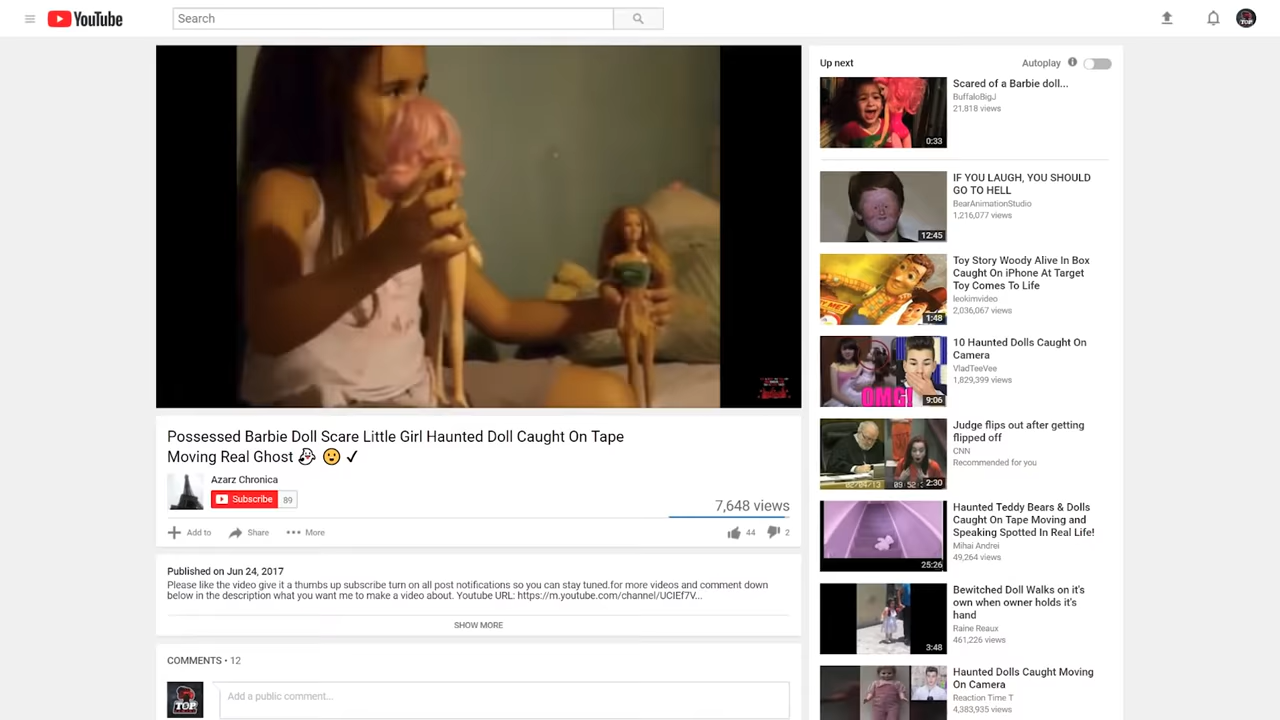 YouTube
Search
TOP
Possessed Barbie Doll Scare Little Girl Haunted Doll Caught On Tape
Moving Real Ghost 👻 😮 ✓
Azarz Chronica
Subscribe 89
7,648 views
Add to Share More
44 2
Published on Jun 24, 2017
Please like the video give it a thumbs up subscribe turn on all post notifications so you can stay tuned.for more videos and comment down
below in the description what you want me to make a video about. Youtube URL: https://m.youtube.com/channel/UCIEf7V...
SHOW MORE
COMMENTS • 12
TOP
Add a public comment...
Up next Autoplay
Scared of a Barbie doll...
BuffaloBigJ
21,818 views
0:33
IF YOU LAUGH, YOU SHOULD
GO TO HELL
BearAnimationStudio
1,216,077 views
12:45
Toy Story Woody Alive In Box
Caught On iPhone At Target
Toy Comes To Life
leokimvideo
2,036,067 views
1:48
10 Haunted Dolls Caught On
Camera
VladTeeVee
1,829,399 views
OMG!
9:06
Judge flips out after getting
flipped off
CNN
Recommended for you
02/04/13 09:52
2:30
Haunted Teddy Bears & Dolls
Caught On Tape Moving and
Speaking Spotted In Real Life!
Mihai Andrei
49,264 views
25:26
Bewitched Doll Walks on it's
own when owner holds it's
hand
Raine Reaux
461,226 views
3:48
Haunted Dolls Caught Moving
On Camera
Reaction Time T
4,383,935 views